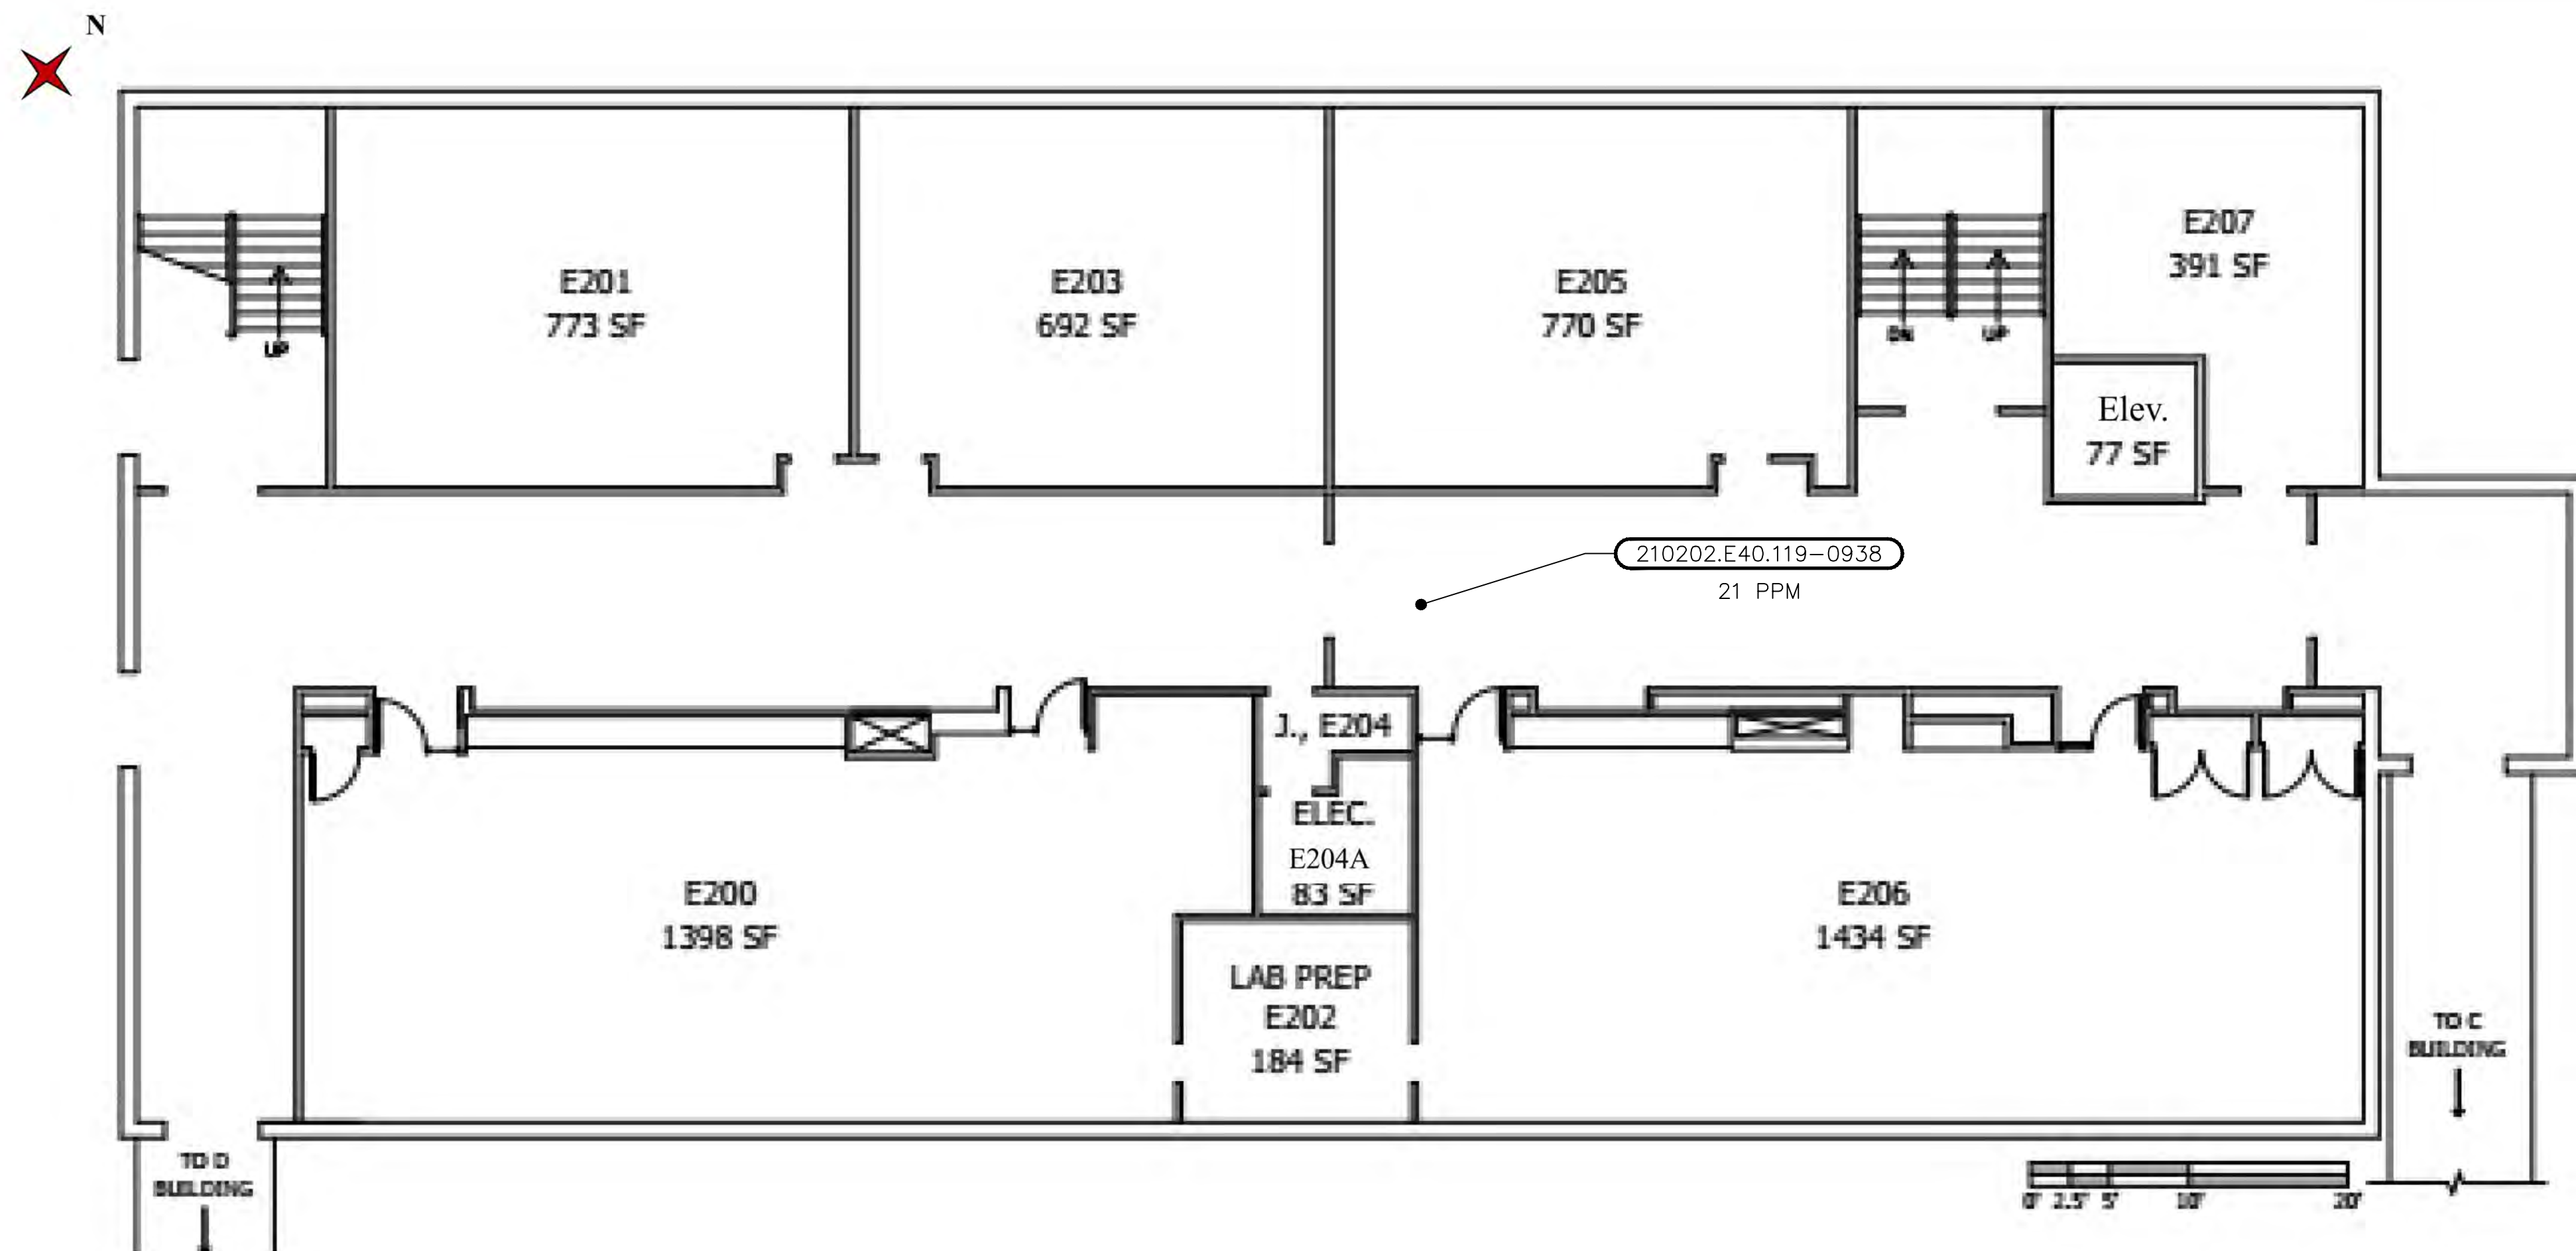 N
E201
773 SF
E203
692 SF
E205
770 SF
E207
391 SF
UP
DN
UP
Elev.
77 SF
210202.E40.119-0938
21 PPM
J., E204
ELEC.
E204A
83 SF
E200
1398 SF
E206
1434 SF
LAB PREP
E202
184 SF
TO C
BUILDING
TO D
BUILDING
0' 2.5' 5' 10' 20'